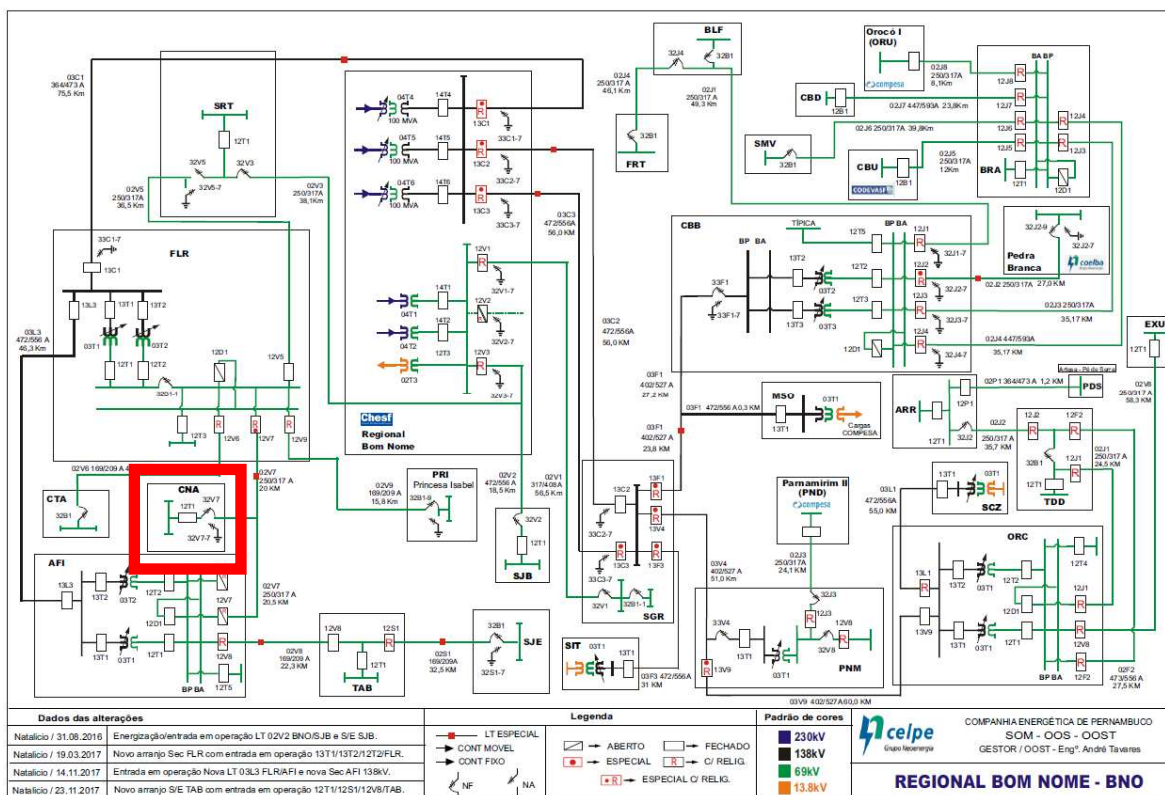 03C1
364/473 A
75,5 Km
SRT
12T1
32V5
32V3
32V5-7
02V5
250/317A
36,5 Km
02V3
250/317A
38,1Km
04T4
14T4
100 MVA
13C1
33C1-7
04T5
14T5
100 MVA
13C2
33C2-7
04T6
14T6
100 MVA
13C3
33C3-7
03C3
472/556A
56,0 KM
12V1
32V1-7
14T1
04T1
12V2
14T2
32V2-7
04T2
12T3
12V3
02T3
32V3-7
Chesf
Regional
Bom Nome
03C2
472/556A
56,0 KM
BLF
32J4
32B1
02J4
250/317A
46,1 Km
02J1
250/317A
49,3 Km
32B1
FRT
Orocó I
(ORU)
compesa
02J8
250/317A
8,1Km
BA BP
12J8
CBD
12B1
02J7 447/593A 23,8Km
12J7
02J6 250/317A 39,8Km
12J6
12J4
SMV
32B1
12J5
12J3
CBU
02J5
250/317A
12Km
CODEVASF
12B1
BRA
12T1
12D1
CBB
TÍPICA
BP BA
BP BA
12T5
12J1
32J1-7
13T2
12T2
12J2
03T2
32J2-7
33F1
33F1-7
13T3
03T3
12T3
12J3
32J3-7
12J4
12D1
32J4-7
32J2-9
32J2-7
Pedra
Branca
coelba
02J2 250/317A
27,0 KM
02J3 250/317A
35,17 KM
02J4 447/593A
35,17 KM
EXU
12T1
02V8
250/317A
58,3 KM
FLR
33C1-7
13C1
13L3
13T1
13T2
03T1
03T2
12T1
12T2
12D1
12V5
32D1-1
12T3
12V6
12V7
12V9
03L3
472/556 A
46,3 Km
02V6 169/209 A
02V7
250/317 A
20 KM
CTA
32B1
CNA
12T1
32V7
32V7-7
02V9
169/209 A
15,8 Km
PRI
Princesa Isabel
32B1-9
02V2
472/556 A
18,5 Km
02V1
317/408A
56,5 Km
32V2
12T1
SJB
03F1
402/527 A
27,2 KM
03F1 472/556 A 0,3 KM
03F1
402/527 A
23,8 KM
MSO
13T1
03T1
Cargas
COMPESA
02P1 364/473 A 1,2 KM
PDS
ARR
12P1
12T1
32J2
02J2
250/317A
35,7 KM
12J2
12F2
32B1
12J1
12T1
TDD
02J1
250/317 A
24,5 KM
SGR
13C2
13F1
33C2-7
13V4
13C3
13F3
33C3-7
32V1
32B1-1
Parnamirim II
(PND)
compesa
02J3
250/317A
24,1 KM
03V4
402/527 A
51,0 Km
32J3
12J3
33V4
13T1
03T1
32V8
12V8
13V9
PNM
03V9 402/527A 60,0 KM
03L1
472/556A
55,0 KM
13T1
03T1
SCZ
ORC
13L1
13V9
13T2
03T2
12T2
12D1
12T4
12J1
13T1
03T1
12T1
12V8
12F2
BP BA
02F2
473/556 A
27,5 KM
AFI
13L3
13T2
03T2
12T2
12V7
12D1
12V7
13T1
03T1
12T1
12V8
12T5
BP BA
02V7
250/317 A
20,5 KM
02V8
169/209 A
22,3 KM
12V8
12S1
12T1
TAB
02S1
169/209A
32,5 KM
32B1
32S1-7
SJE
SIT
03T1
13T1
03F3 472/556A
31 KM
Dados das alterações
Natalicio / 31.08.2016 Energização/entrada em operação LT 02V2 BNO/SJB e S/E SJB.
Natalicio / 19.03.2017 Novo arranjo Sec FLR com entrada em operação 13T1/13T2/12T2/FLR.
Natalicio / 14.11.2017 Entrada em operação Nova LT 03L3 FLR/AFI e nova Sec AFI 138kV.
Natalicio / 23.11.2017 Novo arranjo S/E TAB com entrada em operação 12T1/12S1/12V8/TAB.
Legenda
LT ESPECIAL
CONT MOVEL
CONT FIXO
NF
NA
ABERTO
FECHADO
ESPECIAL
R C/ RELIG.
R ESPECIAL C/ RELIG.
Padrão de cores
230kV
138kV
69kV
13.8kV
celpe
Grupo Neoenergia
COMPANHIA ENERGÉTICA DE PERNAMBUCO
SOM - OOS - OOST
GESTOR / OOST - Engº. André Tavares
REGIONAL BOM NOME - BNO